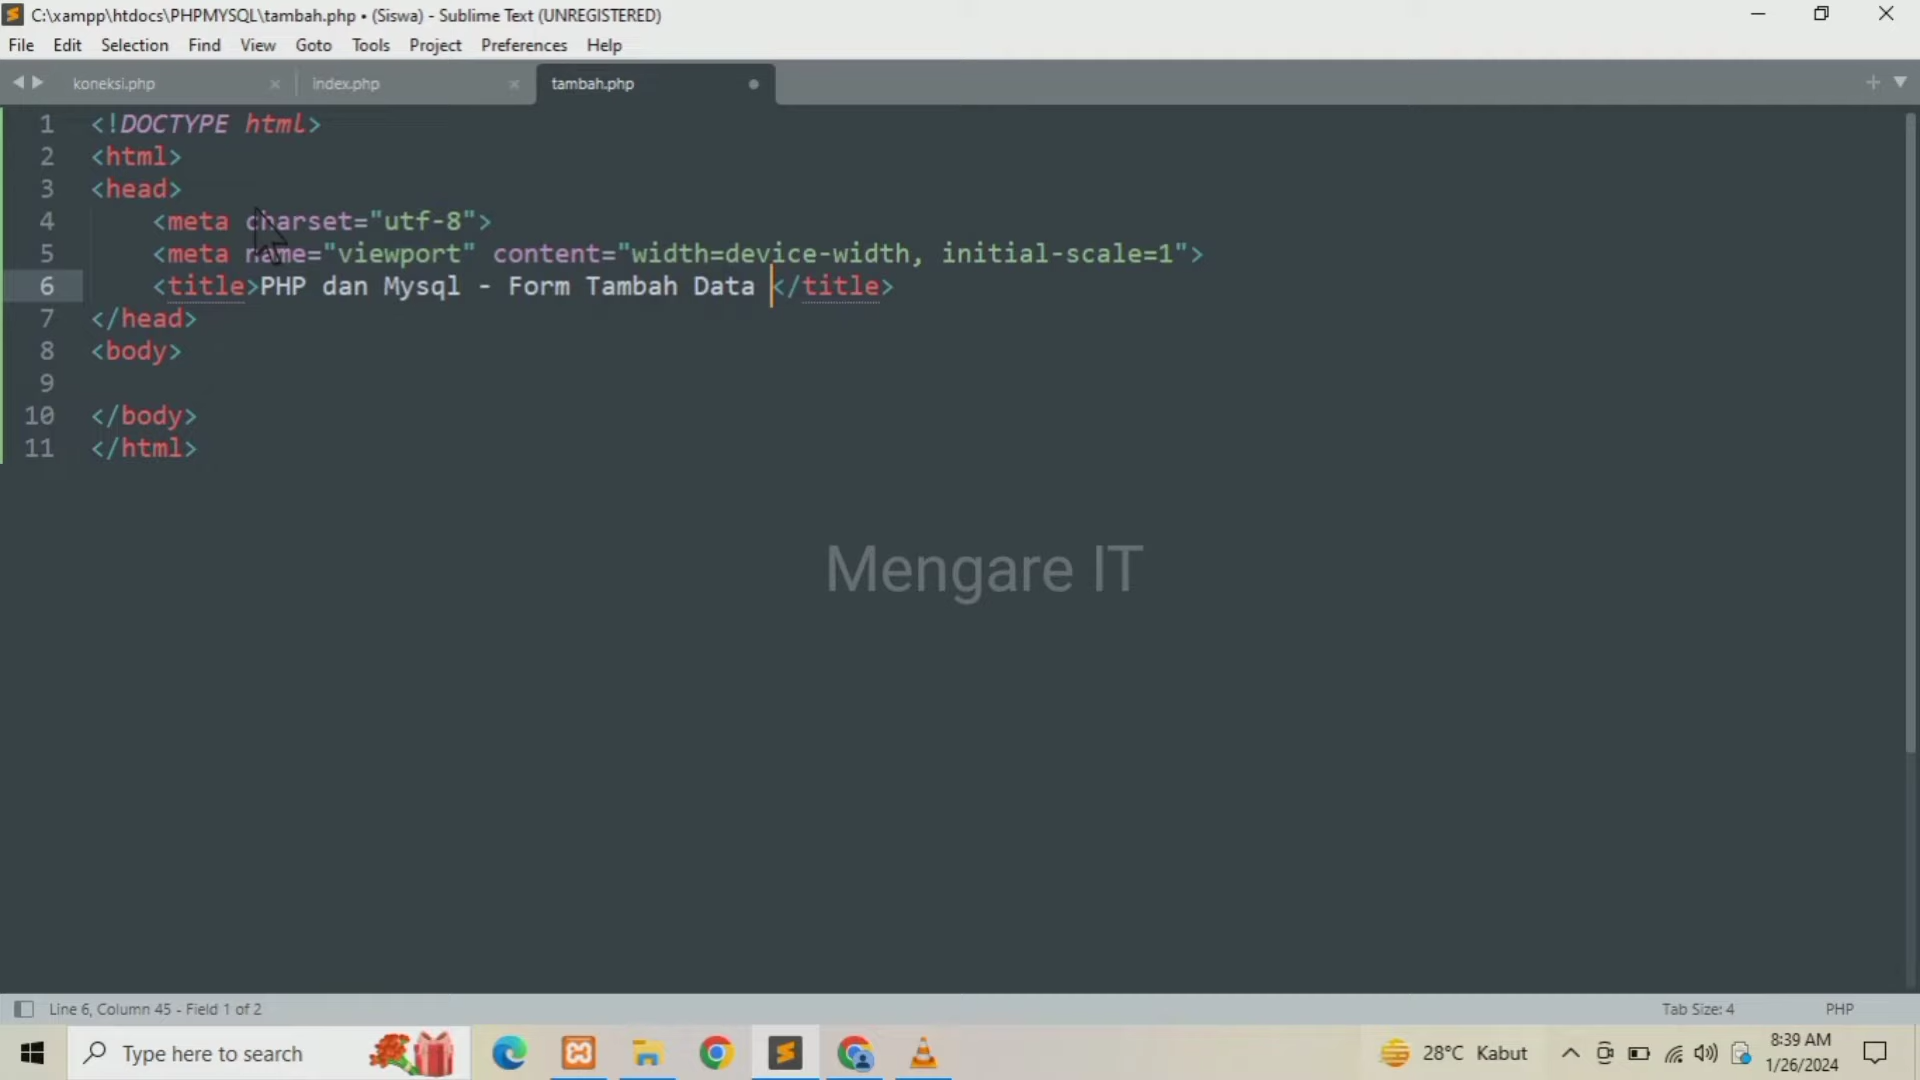 C:\xampp\htdocs\PHPMYSQL\tambah.php • (Siswa) - Sublime Text (UNREGISTERED)
File Edit Selection Find View Goto Tools Project Preferences Help
koneksi.php index.php tambah.php
1 <!DOCTYPE html>
2 <html>
3 <head>
4 <meta charset="utf-8">
5 <meta name="viewport" content="width=device-width, initial-scale=1">
6 <title>PHP dan Mysql - Form Tambah Data </title>
7 </head>
8 <body>
9
10 </body>
11 </html>
Mengare IT
Line 6, Column 45 - Field 1 of 2 Tab Size: 4 PHP
Type here to search 28°C Kabut 8:39 AM
1/26/2024